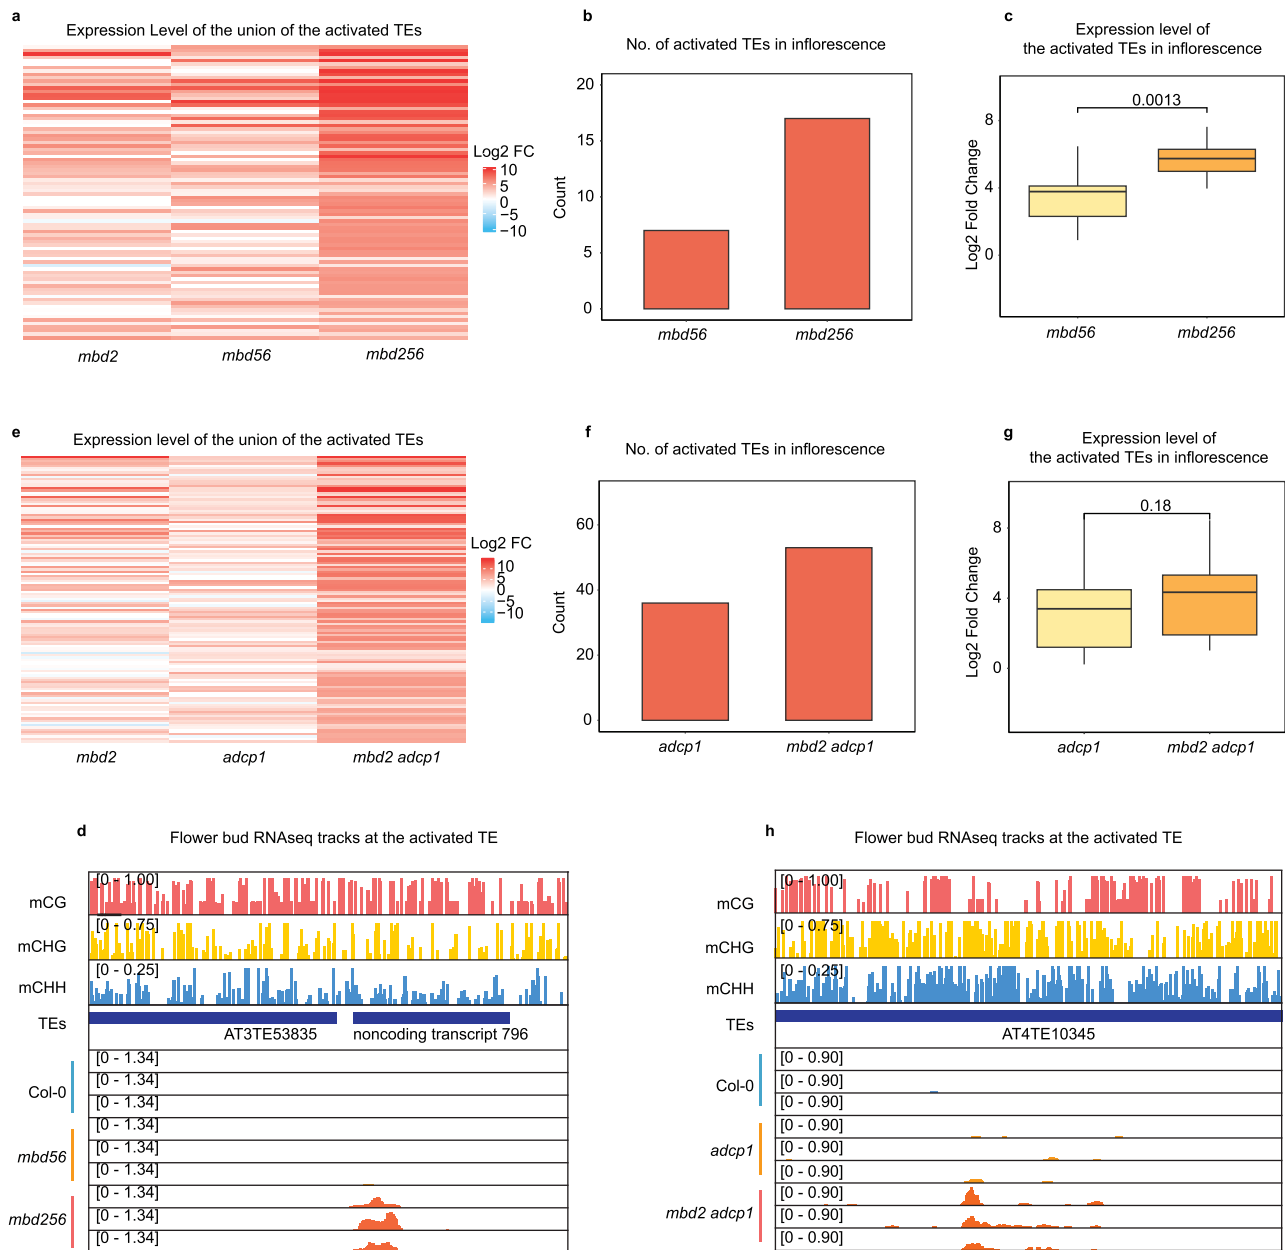 a
Expression Level of the union of the activated TEs
Log2 FC
10
5
0
−5
−10
mbd2
mbd56
mbd256
b
No. of activated TEs in inflorescence
Count
20
15
10
5
0
mbd56
mbd256
c
Expression level of
the activated TEs in inflorescence
Log2 Fold Change
0.0013
8
4
0
mbd56
mbd256
e
Expression level of the union of the activated TEs
Log2 FC
10
5
0
−5
−10
mbd2
adcp1
mbd2 adcp1
f
No. of activated TEs in inflorescence
Count
60
40
20
0
adcp1
mbd2 adcp1
g
Expression level of
the activated TEs in inflorescence
Log2 Fold Change
0.18
8
4
0
adcp1
mbd2 adcp1
d
Flower bud RNAseq tracks at the activated TE
mCG
[0 - 1.00]
mCHG
[0 - 0.75]
mCHH
[0 - 0.25]
TEs
AT3TE53835
noncoding transcript 796
Col-0
[0 - 1.34]
[0 - 1.34]
[0 - 1.34]
mbd56
[0 - 1.34]
[0 - 1.34]
[0 - 1.34]
mbd256
[0 - 1.34]
[0 - 1.34]
[0 - 1.34]
h
Flower bud RNAseq tracks at the activated TE
mCG
[0 - 1.00]
mCHG
[0 - 0.75]
mCHH
[0 - 0.25]
TEs
AT4TE10345
Col-0
[0 - 0.90]
[0 - 0.90]
[0 - 0.90]
adcp1
[0 - 0.90]
[0 - 0.90]
[0 - 0.90]
mbd2 adcp1
[0 - 0.90]
[0 - 0.90]
[0 - 0.90]